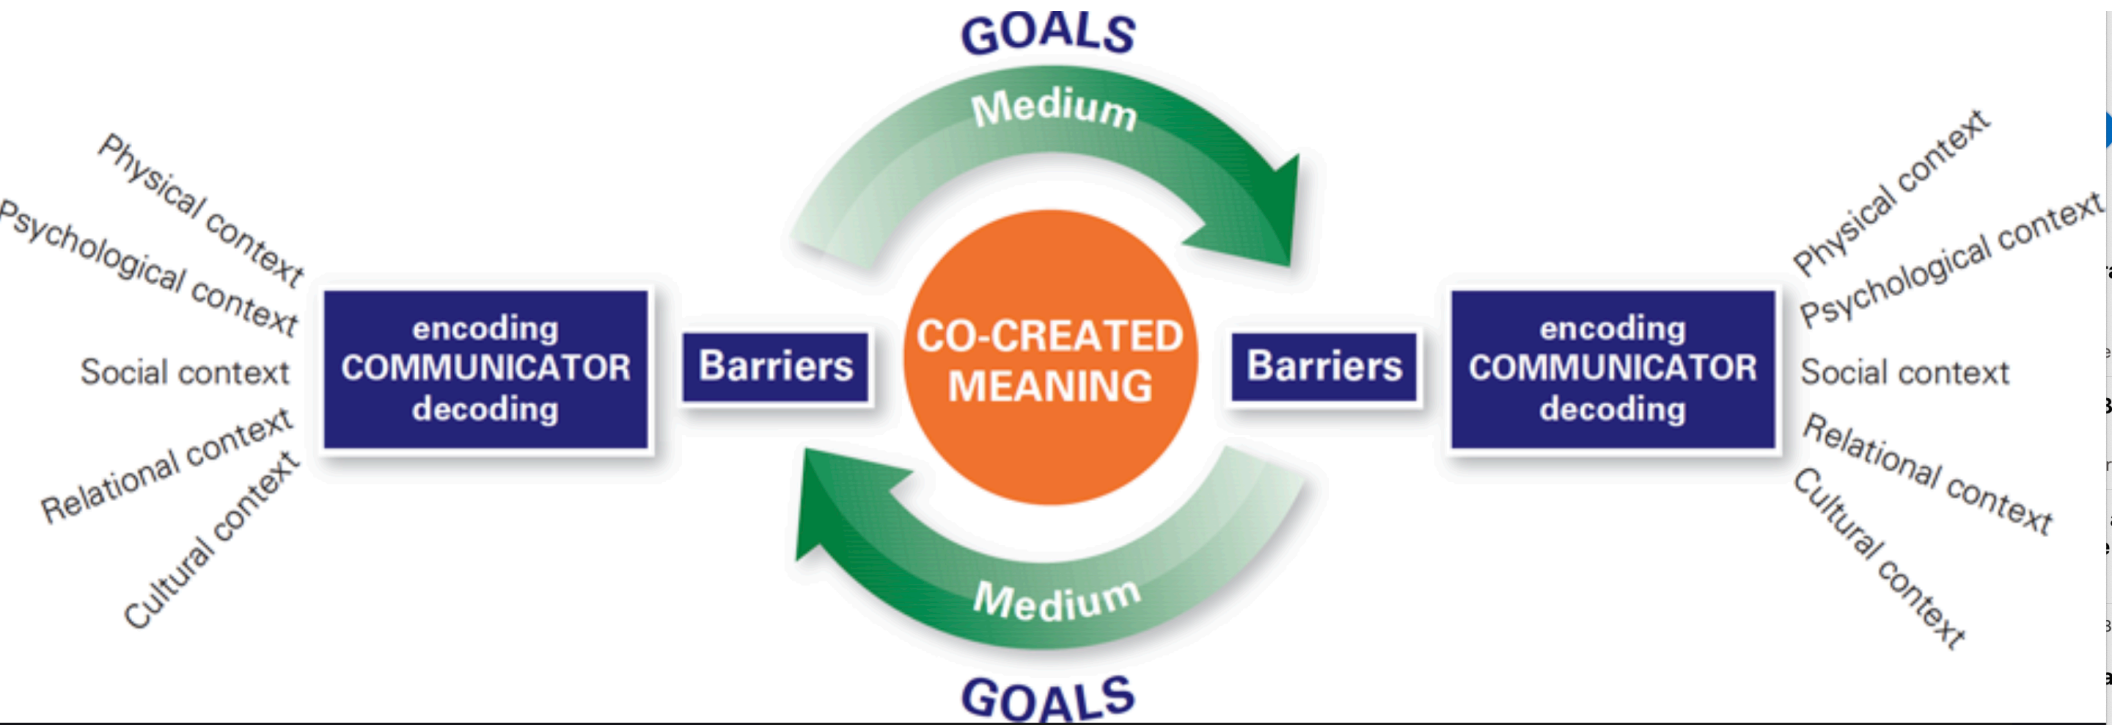 GOALS
Medium
Physical context
Psychological context
Social context
Relational context
Cultural context
encoding
COMMUNICATOR
decoding
Barriers
CO-CREATED
MEANING
Barriers
encoding
COMMUNICATOR
decoding
Physical context
Psychological context
Social context
Relational context
Cultural context
Medium
GOALS